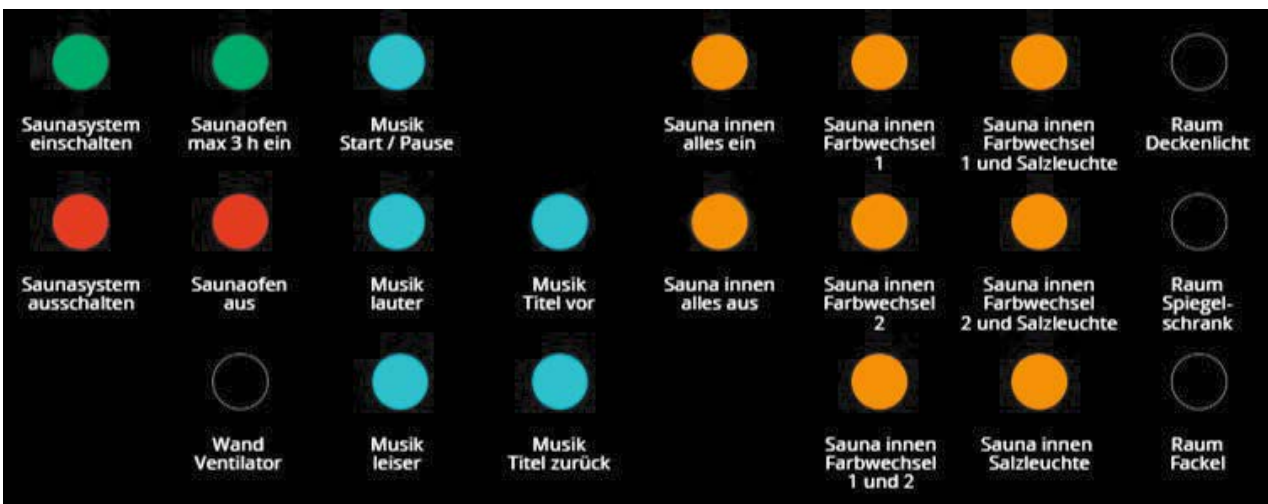 Saunasystem
einschalten
Saunaofen
max 3 h ein
Musik
Start / Pause
Sauna innen
alles ein
Sauna innen
Farbwechsel
1
Sauna innen
Farbwechsel
1 und Salzleuchte
Raum
Deckenlicht
Saunasystem
ausschalten
Saunaofen
aus
Musik
lauter
Musik
Titel vor
Sauna innen
alles aus
Sauna innen
Farbwechsel
2
Sauna innen
Farbwechsel
2 und Salzleuchte
Raum
Spiegel-
schrank
Wand
Ventilator
Musik
leiser
Musik
Titel zurück
Sauna innen
Farbwechsel
1 und 2
Sauna innen
Salzleuchte
Raum
Fackel